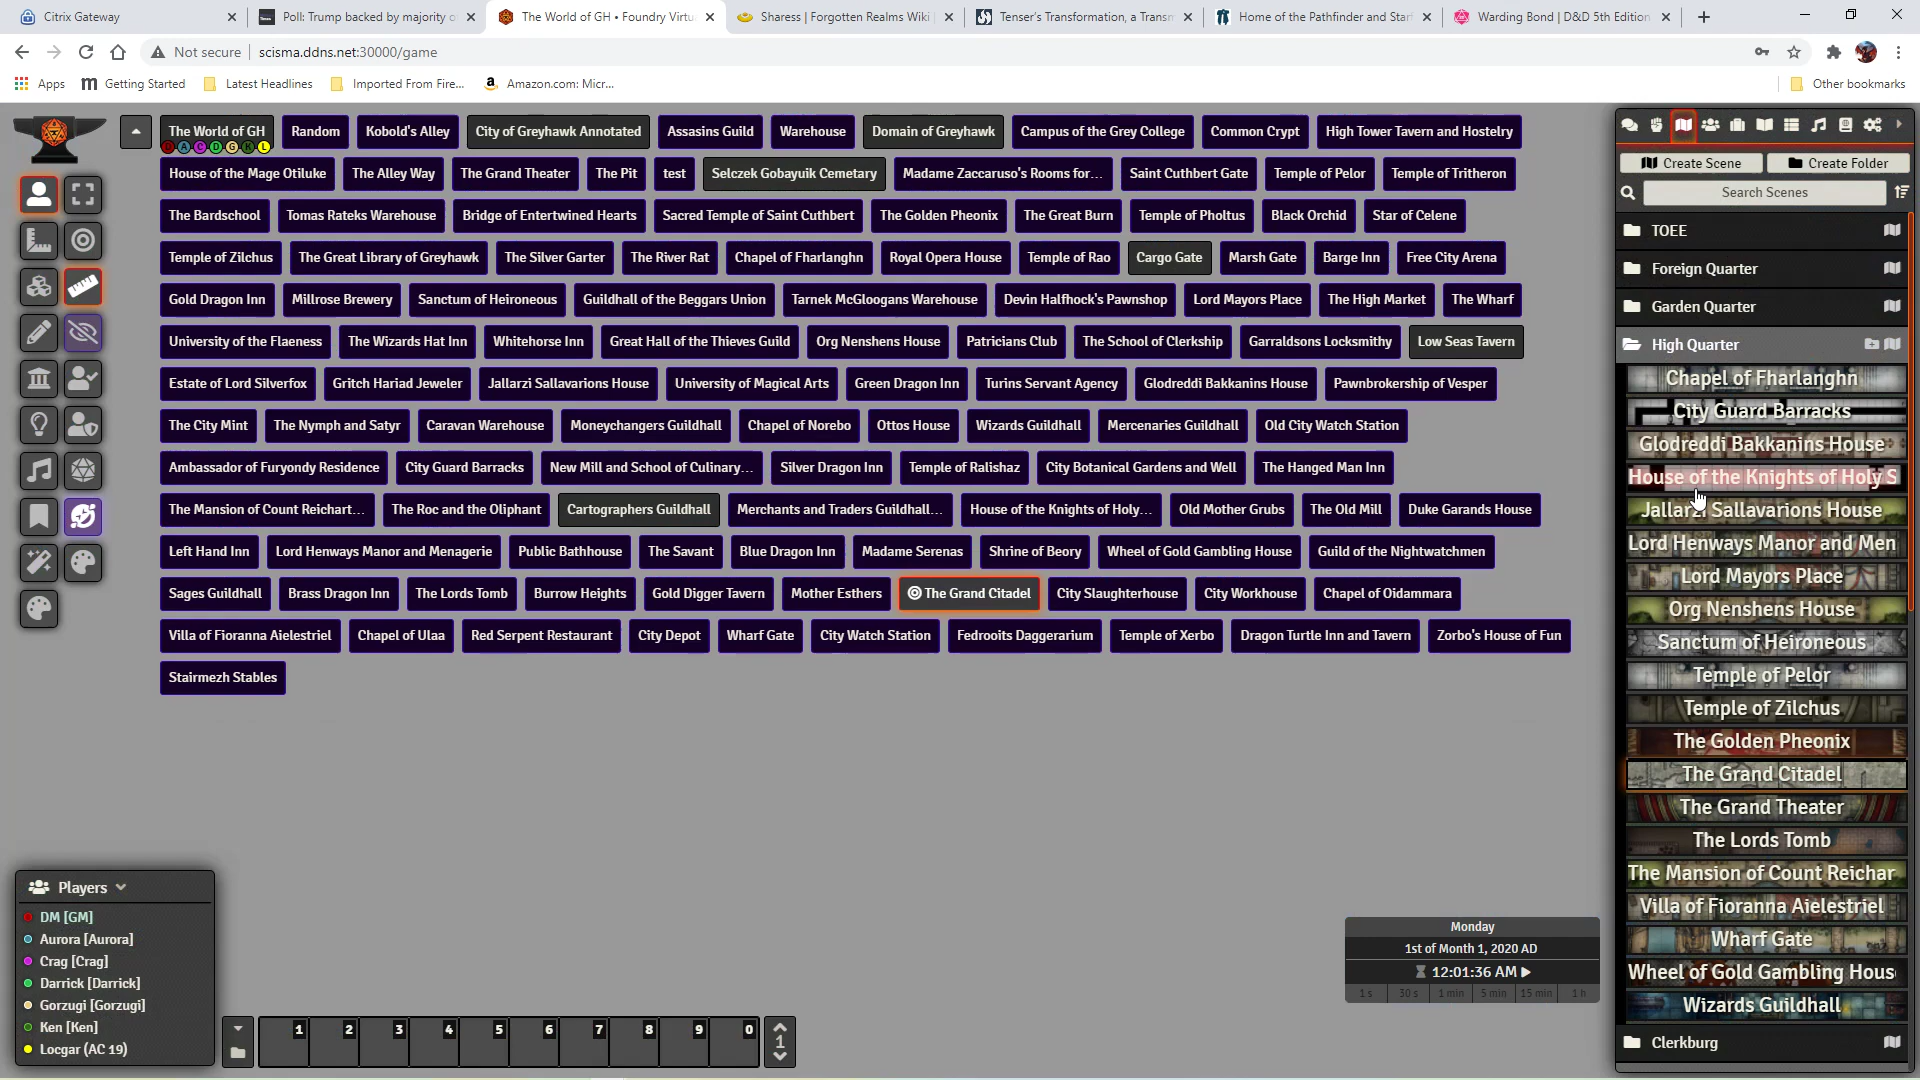 Citrix Gateway
Poll: Trump backed by majority o
The World of GH • Foundry Virtu
Sharess | Forgotten Realms Wiki |
Tenser's Transformation, a Transm
Home of the Pathfinder and Starf
Warding Bond | D&D 5th Edition
Not secure | scisma.ddns.net:30000/game
Apps Getting Started Latest Headlines Imported From Fire... Amazon.com: Micr... Other bookmarks
The World of GH Random Kobold's Alley City of Greyhawk Annotated Assasins Guild Warehouse Domain of Greyhawk Campus of the Grey College Common Crypt High Tower Tavern and Hostelry
D A C D G K L
House of the Mage Otiluke The Alley Way The Grand Theater The Pit test Selczek Gobayuik Cemetary Madame Zaccaruso's Rooms for... Saint Cuthbert Gate Temple of Pelor Temple of Tritheron
The Bardschool Tomas Rateks Warehouse Bridge of Entertwined Hearts Sacred Temple of Saint Cuthbert The Golden Pheonix The Great Burn Temple of Pholtus Black Orchid Star of Celene
Temple of Zilchus The Great Library of Greyhawk The Silver Garter The River Rat Chapel of Fharlanghn Royal Opera House Temple of Rao Cargo Gate Marsh Gate Barge Inn Free City Arena
Gold Dragon Inn Millrose Brewery Sanctum of Heironeous Guildhall of the Beggars Union Tarnek McGloogans Warehouse Devin Halfhock's Pawnshop Lord Mayors Place The High Market The Wharf
University of the Flaeness The Wizards Hat Inn Whitehorse Inn Great Hall of the Thieves Guild Org Nenshens House Patricians Club The School of Clerkship Garraldsons Locksmithy Low Seas Tavern
Estate of Lord Silverfox Gritch Hariad Jeweler Jallarzi Sallavarions House University of Magical Arts Green Dragon Inn Turins Servant Agency Glodreddi Bakkanins House Pawnbrokership of Vesper
The City Mint The Nymph and Satyr Caravan Warehouse Moneychangers Guildhall Chapel of Norebo Ottos House Wizards Guildhall Mercenaries Guildhall Old City Watch Station
Ambassador of Furyondy Residence City Guard Barracks New Mill and School of Culinary... Silver Dragon Inn Temple of Ralishaz City Botanical Gardens and Well The Hanged Man Inn
The Mansion of Count Reichart... The Roc and the Oliphant Cartographers Guildhall Merchants and Traders Guildhall... House of the Knights of Holy... Old Mother Grubs The Old Mill Duke Garands House
Left Hand Inn Lord Henways Manor and Menagerie Public Bathhouse The Savant Blue Dragon Inn Madame Serenas Shrine of Beory Wheel of Gold Gambling House Guild of the Nightwatchmen
Sages Guildhall Brass Dragon Inn The Lords Tomb Burrow Heights Gold Digger Tavern Mother Esthers The Grand Citadel City Slaughterhouse City Workhouse Chapel of Oidammara
Villa of Fioranna Aielestriel Chapel of Ulaa Red Serpent Restaurant City Depot Wharf Gate City Watch Station Fedrooits Daggerarium Temple of Xerbo Dragon Turtle Inn and Tavern Zorbo's House of Fun
Stairmezh Stables
Create Scene Create Folder
Search Scenes
TOEE
Foreign Quarter
Garden Quarter
High Quarter
Chapel of Fharlanghn
City Guard Barracks
Glodreddi Bakkanins House
House of the Knights of Holy S
Jallarzi Sallavarions House
Lord Henways Manor and Men
Lord Mayors Place
Org Nenshens House
Sanctum of Heironeous
Temple of Pelor
Temple of Zilchus
The Golden Pheonix
The Grand Citadel
The Grand Theater
The Lords Tomb
The Mansion of Count Reichar
Villa of Fioranna Aielestriel
Wharf Gate
Wheel of Gold Gambling Hous
Wizards Guildhall
Clerkburg
Players
DM [GM]
Aurora [Aurora]
Crag [Crag]
Darrick [Darrick]
Gorzugi [Gorzugi]
Ken [Ken]
Locgar (AC 19)
1 2 3 4 5 6 7 8 9 0
1
Monday
1st of Month 1, 2020 AD
12:01:36 AM
1 s 30 s 1 min 5 min 15 min 1 h